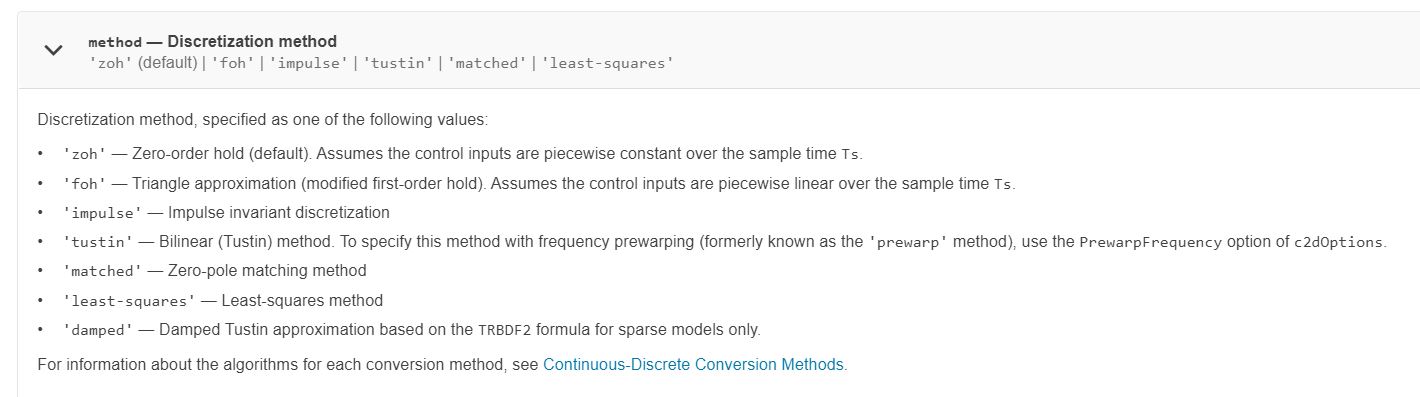 method — Discretization method
'zoh' (default) | 'foh' | 'impulse' | 'tustin' | 'matched' | 'least-squares'
Discretization method, specified as one of the following values:
• 'zoh' — Zero-order hold (default). Assumes the control inputs are piecewise constant over the sample time Ts.
• 'foh' — Triangle approximation (modified first-order hold). Assumes the control inputs are piecewise linear over the sample time Ts.
• 'impulse' — Impulse invariant discretization
• 'tustin' — Bilinear (Tustin) method. To specify this method with frequency prewarping (formerly known as the 'prewarp' method), use the PrewarpFrequency option of c2dOptions.
• 'matched' — Zero-pole matching method
• 'least-squares' — Least-squares method
• 'damped' — Damped Tustin approximation based on the TRBDF2 formula for sparse models only.
For information about the algorithms for each conversion method, see Continuous-Discrete Conversion Methods.